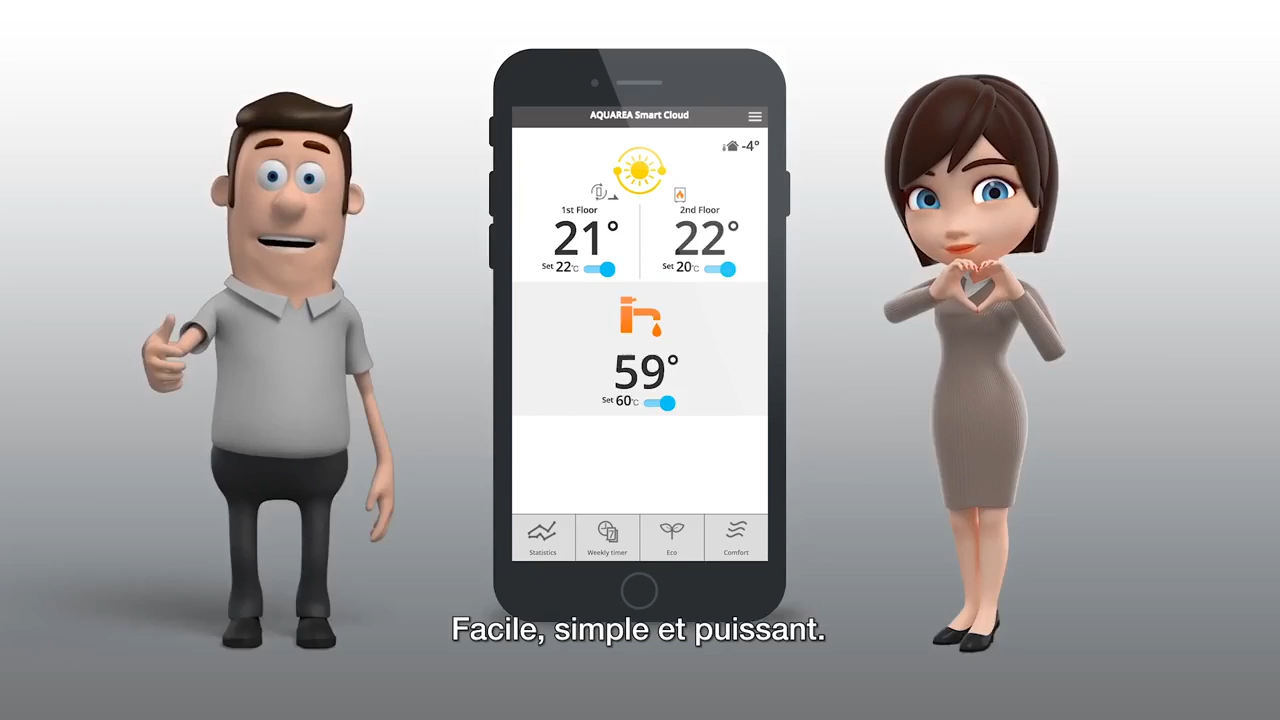 AQUAREA Smart Cloud
-4°
1st Floor
2nd Floor
21°
22°
Set 22°C
Set 20°C
59°
Set 60°C
7
Statistics
Weekly timer
Eco
Comfort
Facile, simple et puissant.